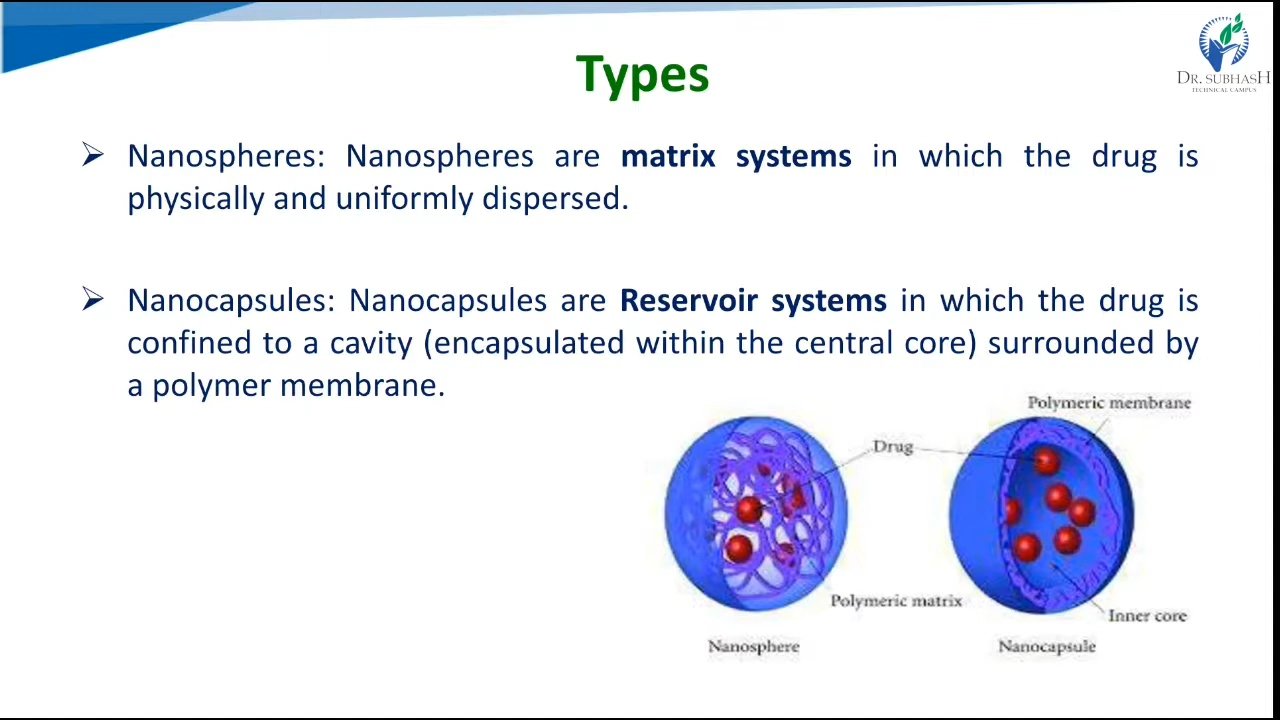 DR. SUBHASH
TECHNICAL CAMPUS
Types
➢ Nanospheres: Nanospheres are matrix systems in which the drug is
physically and uniformly dispersed.
➢ Nanocapsules: Nanocapsules are Reservoir systems in which the drug is
confined to a cavity (encapsulated within the central core) surrounded by
a polymer membrane.
Polymeric membrane
Drug
Polymeric matrix
Inner core
Nanosphere
Nanocapsule